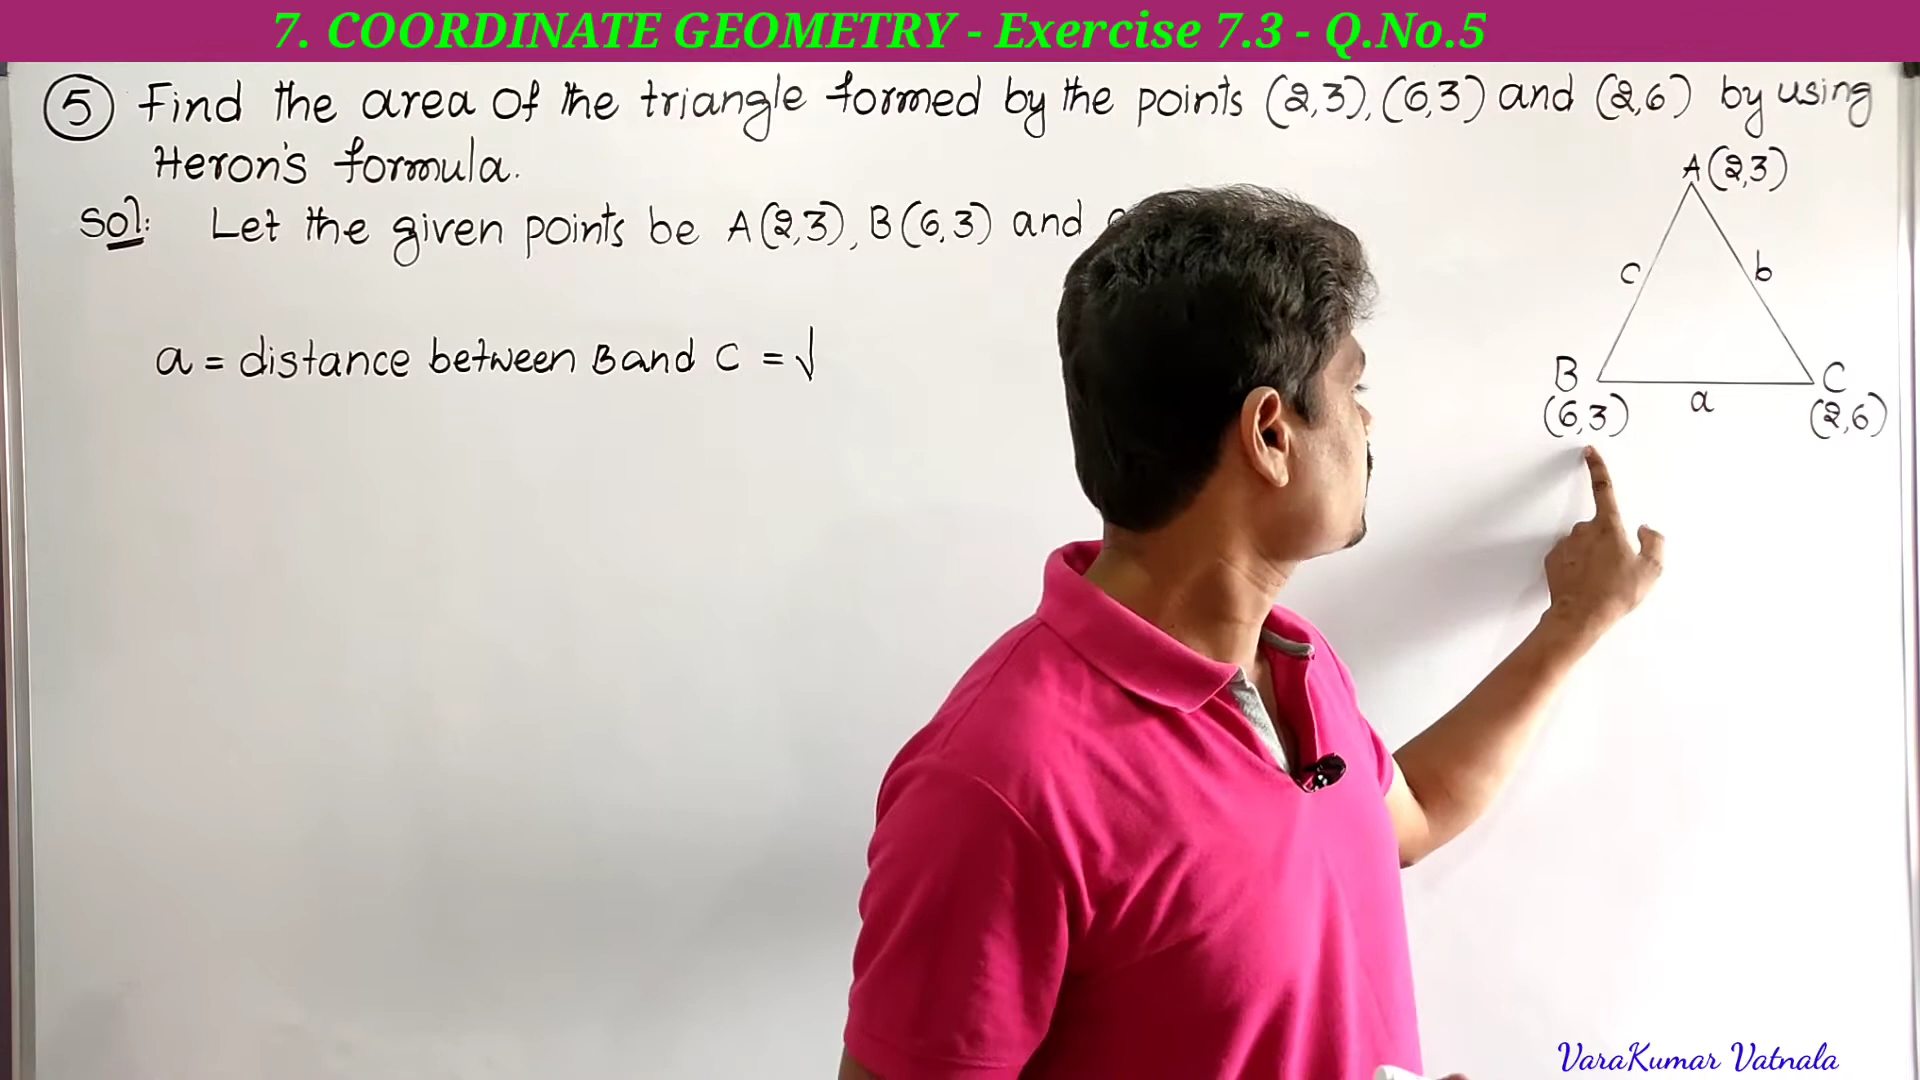 7. COORDINATE GEOMETRY - Exercise 7.3 - Q.No.5
5 Find the area of the triangle formed by the points (2,3), (6,3) and (2,6) by using
Heron's formula.
Sol: Let the given points be A(2,3), B(6,3) and
a = distance between B and C = √
A(2,3)
c b
B C
(6,3) a (2,6)
VaraKumar Vatnala